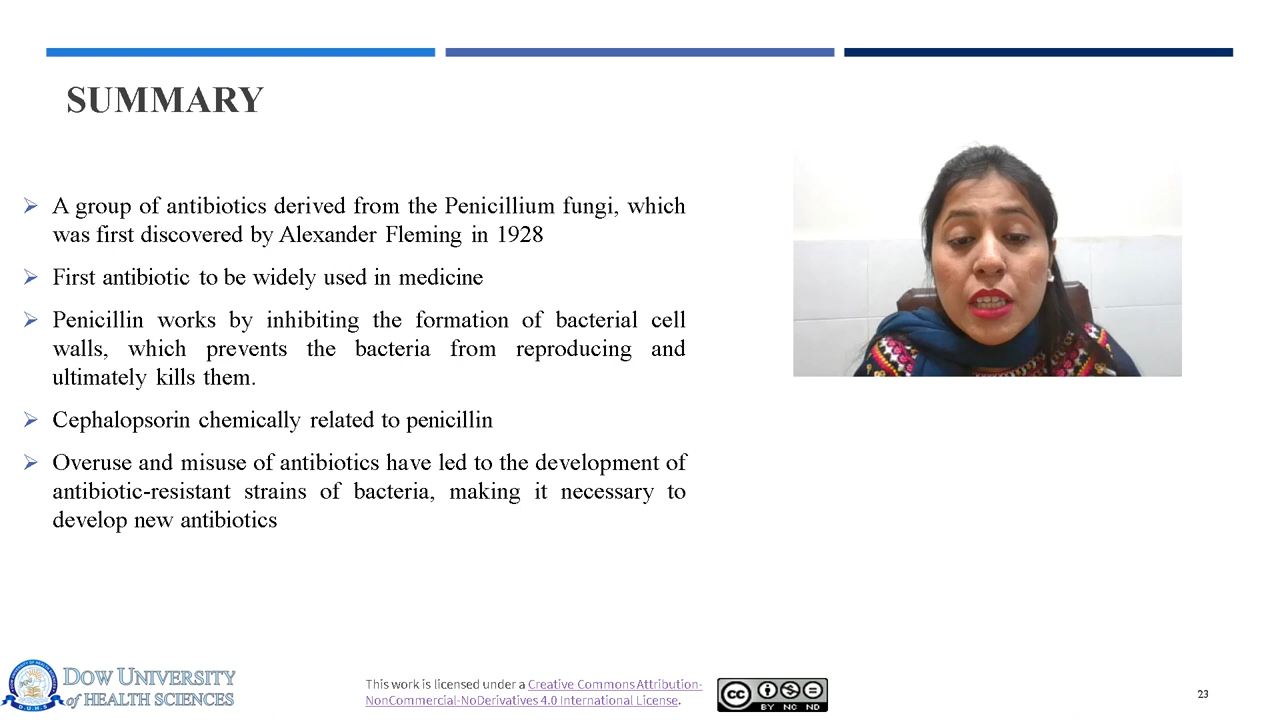 SUMMARY
A group of antibiotics derived from the Penicillium fungi, which
was first discovered by Alexander Fleming in 1928
First antibiotic to be widely used in medicine
Penicillin works by inhibiting the formation of bacterial cell
walls, which prevents the bacteria from reproducing and
ultimately kills them.
Cephalopsorin chemically related to penicillin
Overuse and misuse of antibiotics have led to the development of
antibiotic-resistant strains of bacteria, making it necessary to
develop new antibiotics
DOW UNIVERSITY
of HEALTH SCIENCES
This work is licensed under a Creative Commons Attribution-
NonCommercial-NoDerivatives 4.0 International License.
cc
BY NC ND
23